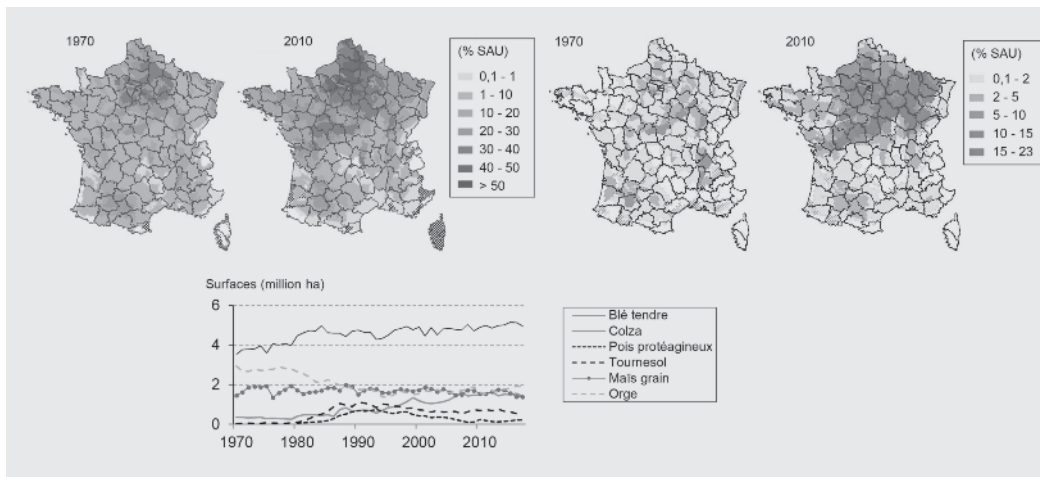 1970
2010
(% SAU)
0,1 - 1
1 - 10
10 - 20
20 - 30
30 - 40
40 - 50
> 50
1970
2010
(% SAU)
0,1 - 2
2 - 5
5 - 10
10 - 15
15 - 23
Surfaces (million ha)
6
4
2
0
1970 1980 1990 2000 2010
Blé tendre
Colza
Pois protéagineux
Tournesol
Maïs grain
Orge